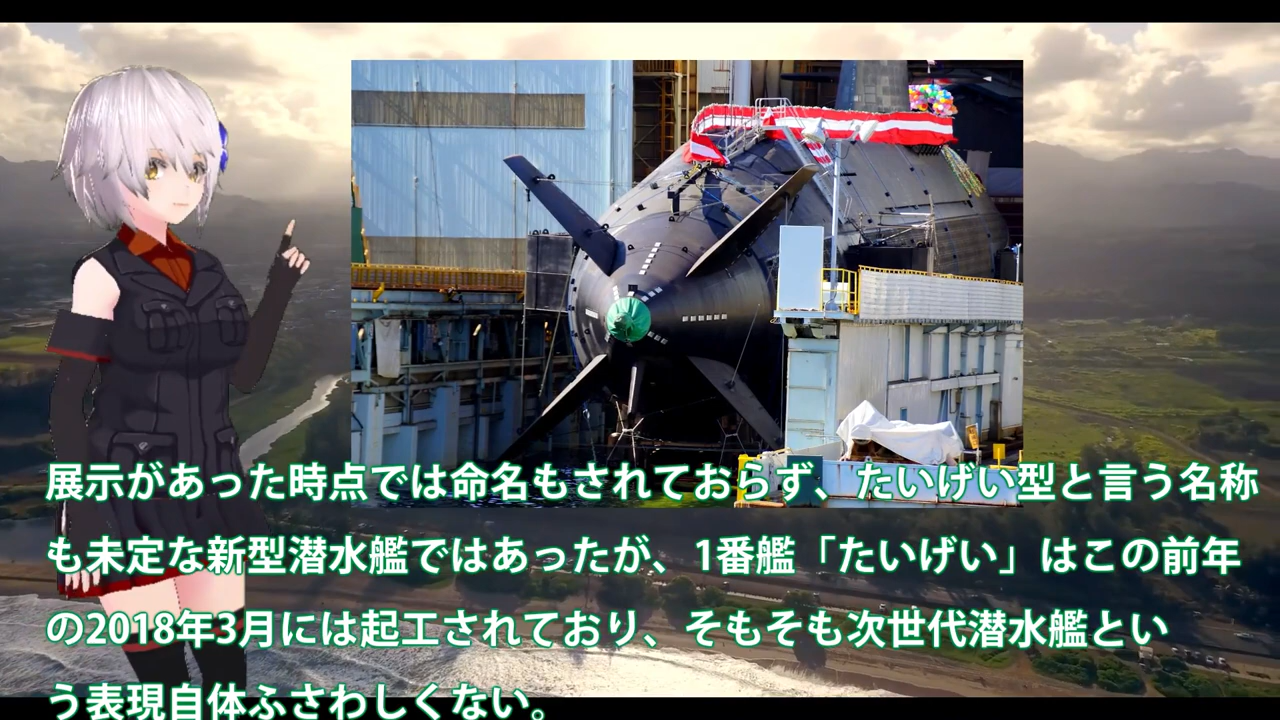 展示があった時点では命名もされておらず、たいげい型と言う名称
も未定な新型潜水艦ではあったが、1番艦「たいげい」はこの前年
の2018年3月には起工されており、そもそも次世代潜水艦とい
う表現自体ふさわしくない。